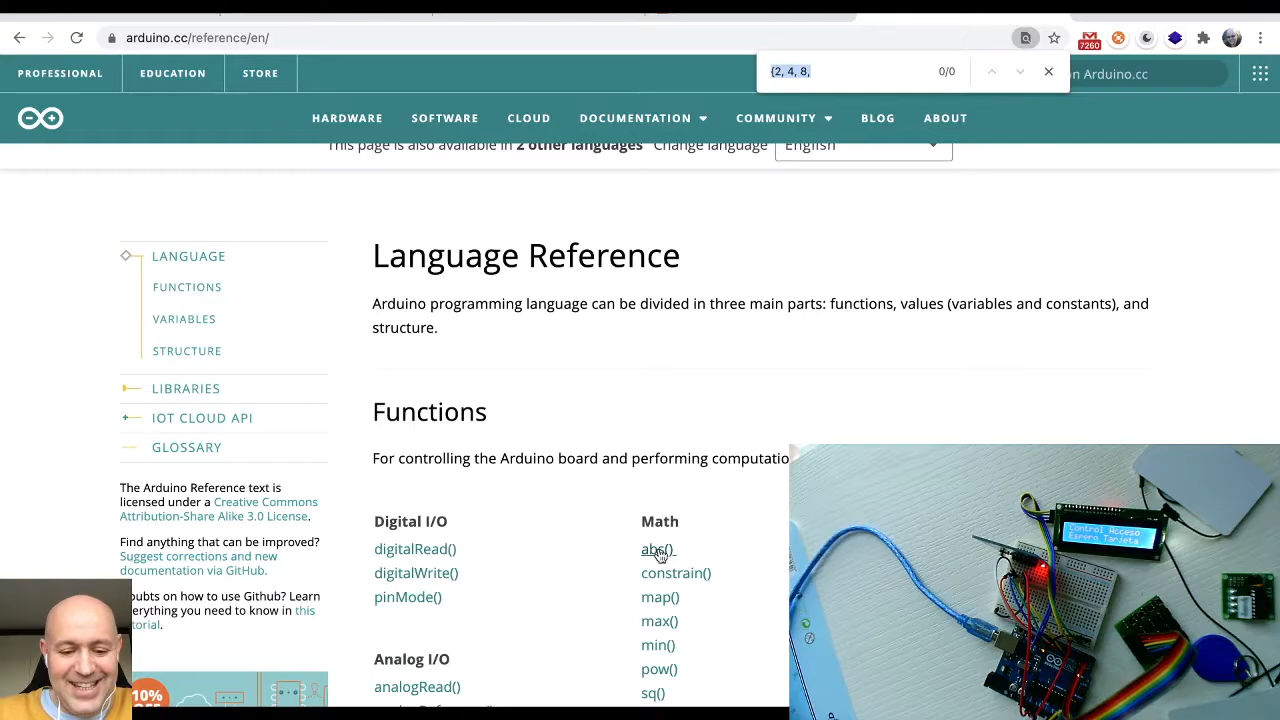 arduino.cc/reference/en/
7260
{2, 4, 8,
0/0
PROFESSIONAL
EDUCATION
STORE
on Arduino.cc
HARDWARE
SOFTWARE
CLOUD
DOCUMENTATION
COMMUNITY
BLOG
ABOUT
This page is also available in 2 other languages
Change language
English
LANGUAGE
FUNCTIONS
VARIABLES
STRUCTURE
LIBRARIES
IOT CLOUD API
GLOSSARY
The Arduino Reference text is
licensed under a Creative Commons
Attribution-Share Alike 3.0 License.
Find anything that can be improved?
Suggest corrections and new
documentation via GitHub.
oubts on how to use Github? Learn
erything you need to know in this
torial.
10%
OFF
Language Reference
Arduino programming language can be divided in three main parts: functions, values (variables and constants), and
structure.
Functions
For controlling the Arduino board and performing computatio
Digital I/O
digitalRead()
digitalWrite()
pinMode()
Analog I/O
analogRead()
Math
abs()
constrain()
map()
max()
min()
pow()
sq()
Control Acceso
Espero Tarjeta